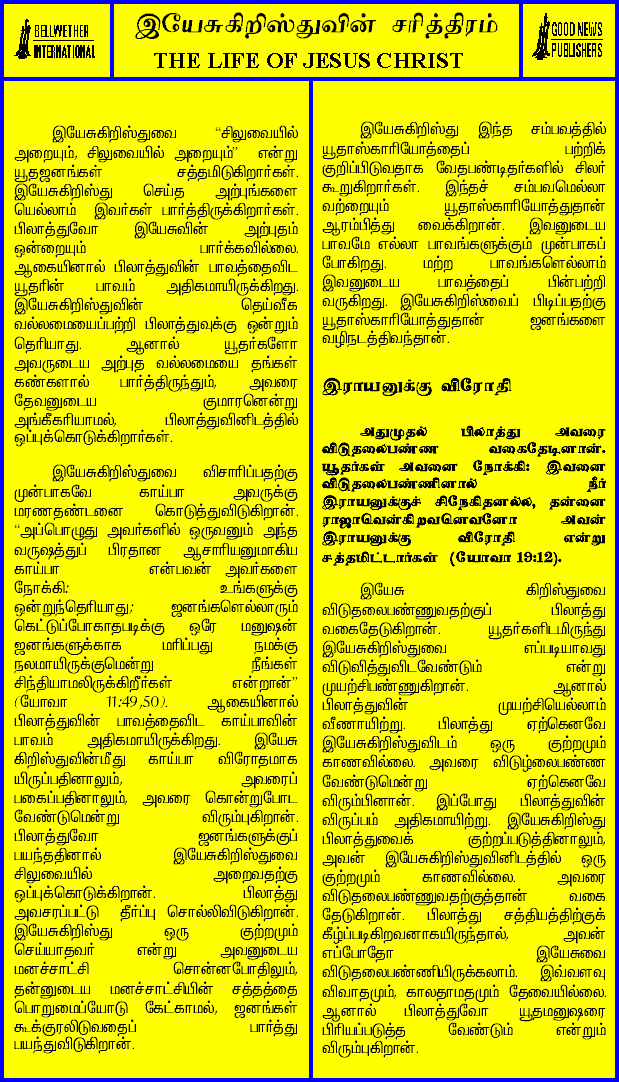 BELLWETHER
INTERNATIONAL
இயேசுகிறிஸ்துவின் சரித்திரம்
THE LIFE OF JESUS CHRIST
GOOD NEWS
PUBLISHERS
இயேசுகிறிஸ்துவை “சிலுவையில்
அறையும், சிலுவையில் அறையும்” என்று
யூதஜனங்கள் சத்தமிடுகிறார்கள்.
இயேசுகிறிஸ்து செய்த அற்புங்களை
யெல்லாம் இவர்கள் பார்த்திருக்கிறார்கள்.
பிலாத்துவோ இயேசுவின் அற்புதம்
ஒன்றையும் பார்க்கவில்லை.
ஆகையினால் பிலாத்துவின் பாவத்தைவிட
யூதரின் பாவம் அதிகமாயிருக்கிறது.
இயேசுகிறிஸ்துவின் தெய்வீக
வல்லமையைப்பற்றி பிலாத்துவுக்கு ஒன்றும்
தெரியாது. ஆனால் யூதர்களோ
அவருடைய அற்புத வல்லமையை தங்கள்
கண்களால் பார்த்திருந்தும், அவரை
தேவனுடைய குமாரனென்று
அங்கீகரியாமல், பிலாத்துவினிடத்தில்
ஒப்புக்கொடுக்கிறார்கள்.
இயேசுகிறிஸ்துவை விசாரிப்பதற்கு
முன்பாகவே காய்பா அவருக்கு
மரணதண்டனை கொடுத்துவிடுகிறான்.
“அப்பொழுது அவர்களில் ஒருவனும் அந்த
வருஷத்துப் பிரதான ஆசாரியனுமாகிய
காய்பா என்பவன் அவர்களை
நோக்கி: உங்களுக்கு
ஒன்றுந்தெரியாது; ஜனங்களெல்லாரும்
கெட்டுப்போகாதபடிக்கு ஒரே மனுஷன்
ஜனங்களுக்காக மரிப்பது நமக்கு
நலமாயிருக்குமென்று நீங்கள்
சிந்தியாமலிருக்கிறீர்கள் என்றான்”
(யோவா 11:49,50). ஆகையினால்
பிலாத்துவின் பாவத்தைவிட காய்பாவின்
பாவம் அதிகமாயிருக்கிறது. இயேசு
கிறிஸ்துவின்மீது காய்பா விரோதமாக
யிருப்பதினாலும், அவரைப்
பகைப்பதினாலும், அவரை கொன்றுபோட
வேண்டுமென்று விரும்புகிறான்.
பிலாத்துவோ ஜனங்களுக்குப்
பயந்ததினால் இயேசுகிறிஸ்துவை
சிலுவையில் அறைவதற்கு
ஒப்புக்கொடுக்கிறான். பிலாத்து
அவசரப்பட்டு தீர்ப்பு சொல்லிவிடுகிறான்.
இயேசுகிறிஸ்து ஒரு குற்றமும்
செய்யாதவர் என்று அவனுடைய
மனச்சாட்சி சொன்னபோதிலும்,
தன்னுடைய மனச்சாட்சியின் சத்தத்தை
பொறுமைப்யோடு கேட்காமல், ஜனங்கள்
கூக்குரலிடுவதைப் பார்த்து
பயந்துவிடுகிறான்.
இயேசுகிறிஸ்து இந்த சம்பவத்தில்
யூதாஸ்காரியோத்தைப் பற்றிக்
குறிப்பிடுவதாக வேதபண்டிதர்களில் சிலர்
கூறுகிறார்கள். இந்தச் சம்பவமெல்லா
வற்றையும் யூதாஸ்காரியோத்துதான்
ஆரம்பித்து வைக்கிறான். இவனுடைய
பாவமே எல்லா பாவங்களுக்கும் முன்பாகப்
போகிறது. மற்ற பாவங்களெல்லாம்
இவனுடைய பாவத்தைப் பின்பற்றி
வருகிறது. இயேசுகிறிஸ்வைப் பிடிப்பதற்கு
யூதாஸ்காரியோத்துதான் ஜனங்களை
வழிநடத்திவந்தான்.
இராயனுக்கு விரோதி
அதுமுதல் பிலாத்து அவரை
விடுதலைபண்ண வகைதேடினான்.
யூதர்கள் அவனை நோக்கி: இவனை
விடுதலைபண்ணினால் நீர்
இராயனுக்குச் சிநேகிதனல்ல, தன்னை
ராஜாவென்கிறவனெவனோ அவன்
இராயனுக்கு விரோதி என்று
சத்தமிட்டார்கள் (யோவா 19:12).
இயேசு கிறிஸ்துவை
விடுதலைபண்ணுவதற்குப் பிலாத்து
வகைதேடுகிறான். யூதர்களிடமிருந்து
இயேசுகிறிஸ்துவை எப்படியாவது
விடுவித்துவிடவேண்டும் என்று
முயற்சிபண்ணுகிறான். ஆனால்
பிலாத்துவின் முயற்சியெல்லாம்
வீணாயிற்று. பிலாத்து ஏற்கெனவே
இயேசுகிறிஸ்துவிடம் ஒரு குற்றமும்
காணவில்லை. அவரை விடுழ்லைபண்ண
வேண்டுமென்று ஏற்கெனவே
விரும்பினான். இப்போது பிலாத்துவின்
விருப்பம் அதிகமாயிற்று. இயேசுகிறிஸ்து
பிலாத்துவைக் குற்றப்படுத்தினாலும்,
அவன் இயேசுகிறிஸ்துவினிடத்தில் ஒரு
குற்றமும் காணவில்லை. அவரை
விடுதலைபண்ணுவதற்குத்தான் வகை
தேடுகிறான். பிலாத்து சத்தியத்திற்குக்
கீழ்ப்படிகிறவனாகயிருந்தால், அவன்
எப்போதோ இயேசுவை
விடுதலைபண்ணியிருக்கலாம். இவ்வளவு
விவாதமும், காலதாமதமும் தேவையில்லை.
ஆனால் பிலாத்துவோ யூதமனுஷரை
பிரியப்படுத்த வேண்டும் என்றும்
விரும்புகிறான்.